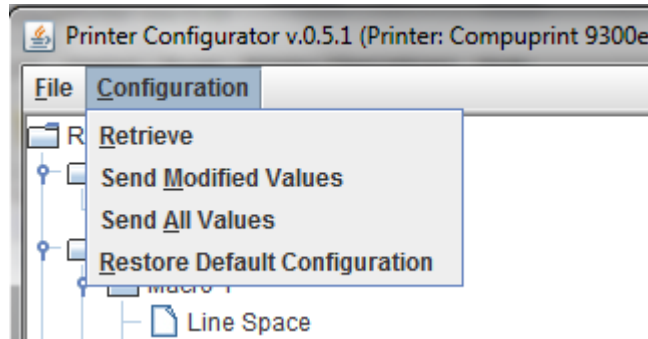 Printer Configurator v.0.5.1 (Printer: Compuprint 9300e
File Configuration
R
Retrieve
Send Modified Values
Send All Values
Restore Default Configuration
Line Space